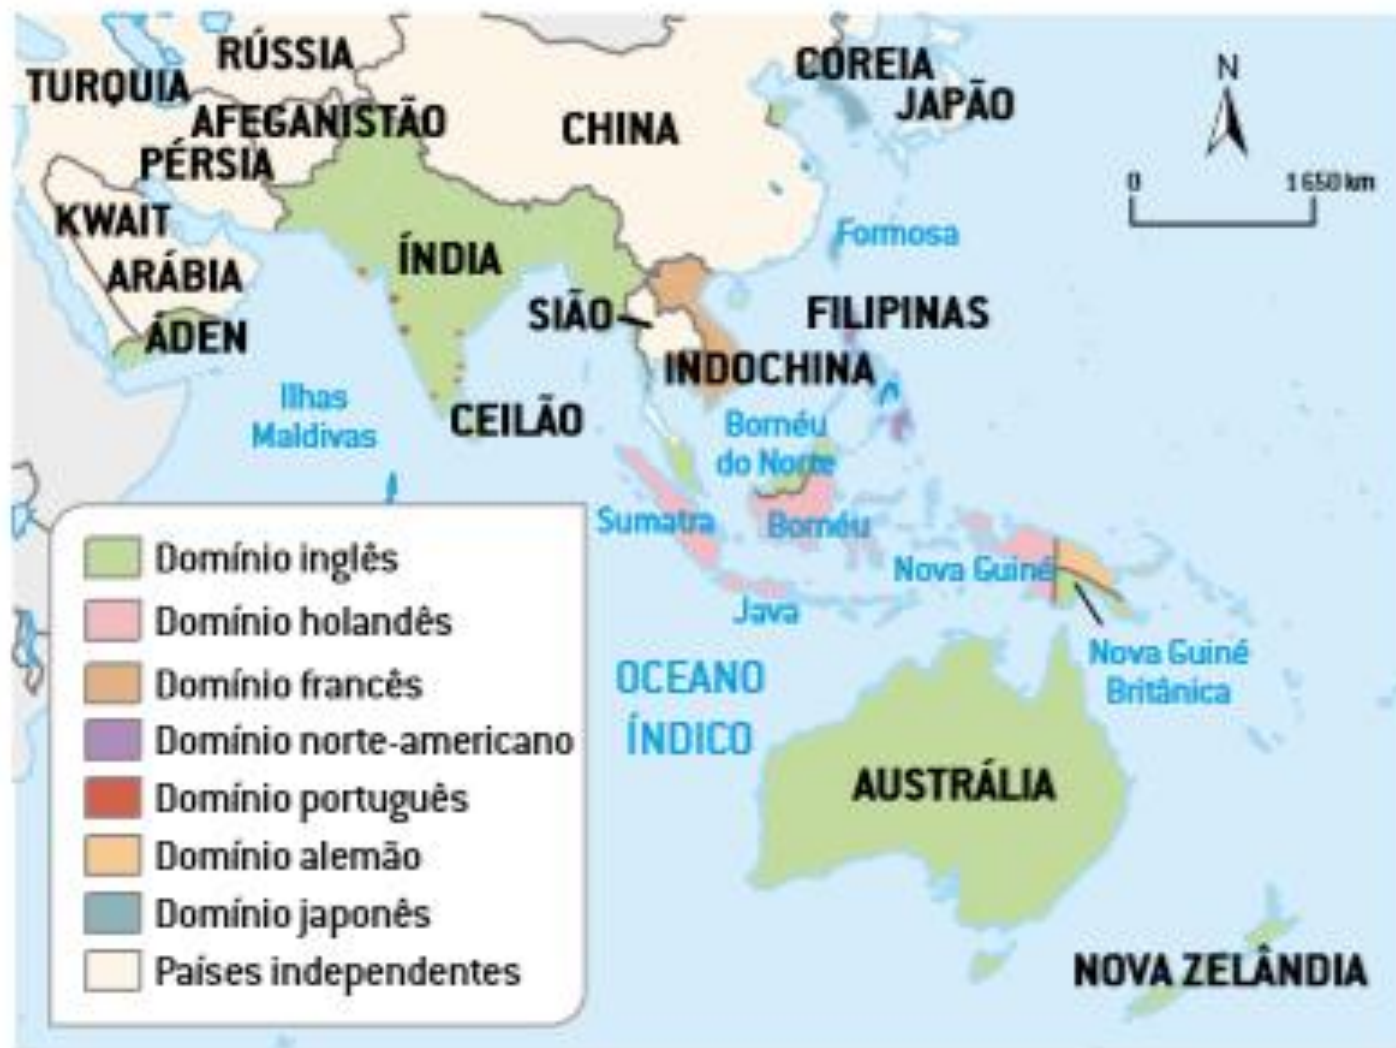 RÚSSIA
TURQUIA
COREIA
JAPÃO
AFEGANISTÃO
CHINA
PÉRSIA
N
0 1 650 km
KWAIT
ARÁBIA
ÍNDIA
Formosa
ÁDEN
SIÃO
FILIPINAS
INDOCHINA
Ilhas
Maldivas
CEILÃO
Bornéu
do Norte
Sumatra
Bornéu
Nova Guiné
Java
Nova Guiné
Britânica
OCEANO
ÍNDICO
AUSTRÁLIA
NOVA ZELÂNDIA
Domínio inglês
Domínio holandês
Domínio francês
Domínio norte-americano
Domínio português
Domínio alemão
Domínio japonês
Países independentes